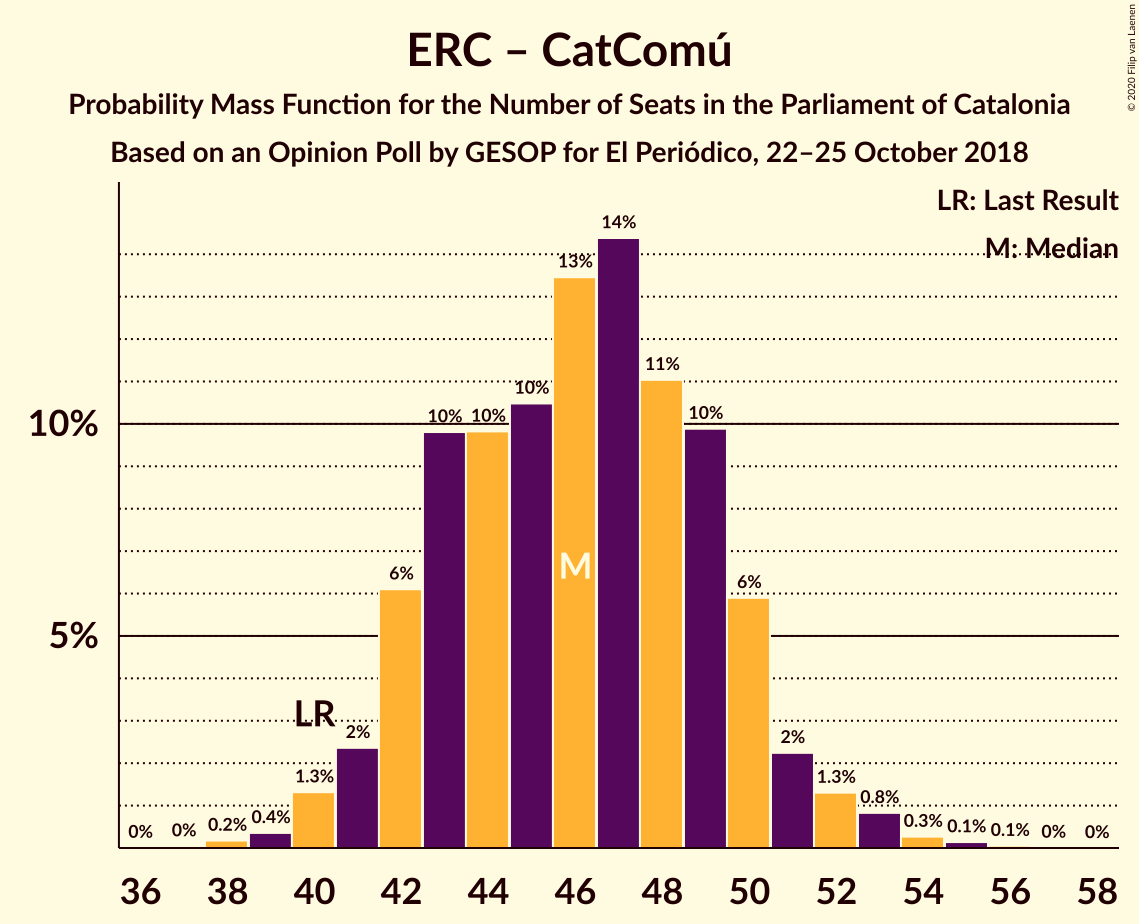 ERC – CatComú
Probability Mass Function for the Number of Seats in the Parliament of Catalonia
Based on an Opinion Poll by GESOP for El Periódico, 22–25 October 2018
© 2020 Filip van Laenen
LR: Last Result
M: Median
10%
5%
0% 0% 0.2% 0.4% 1.3% 2% 6% 10% 10% 10% 13% 14% 11% 10% 6% 2% 1.3% 0.8% 0.3% 0.1% 0.1% 0% 0%
LR
M
36 38 40 42 44 46 48 50 52 54 56 58